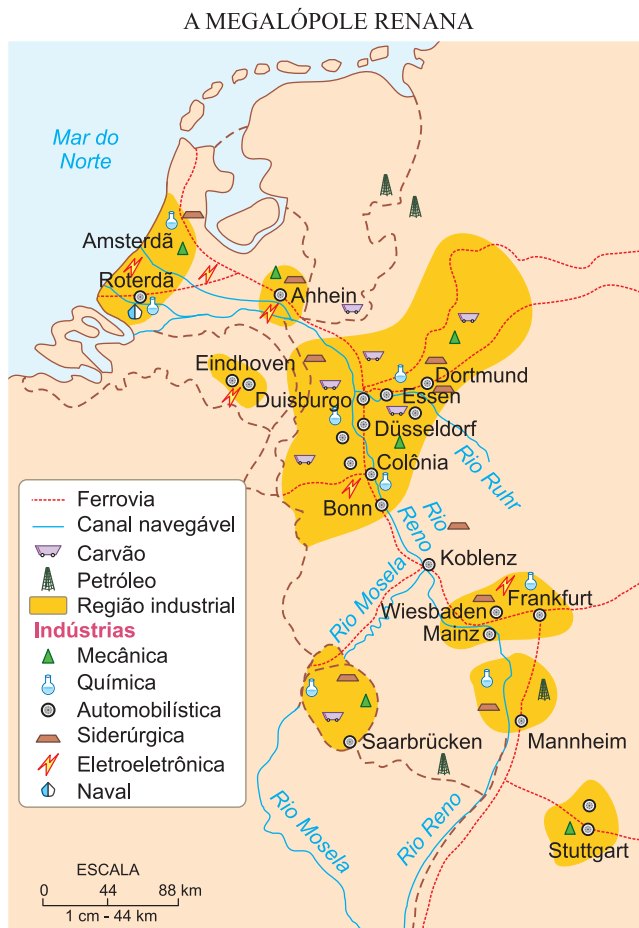 A MEGALÓPOLE RENANA
Mar do
Norte
Amsterdã
Roterdã
Anhein
Eindhoven
Duisburgo
Essen
Dortmund
Düsseldorf
Colônia
Rio Ruhr
Bonn
Rio
Reno
Koblenz
Rio Mosela
Wiesbaden
Frankfurt
Mainz
Saarbrücken
Mannheim
Rio Mosela
Rio Reno
Stuttgart
Ferrovia
Canal navegável
Carvão
Petróleo
Região industrial
Indústrias
Mecânica
Química
Automobilística
Siderúrgica
Eletroeletrônica
Naval
ESCALA
0 44 88 km
1 cm - 44 km